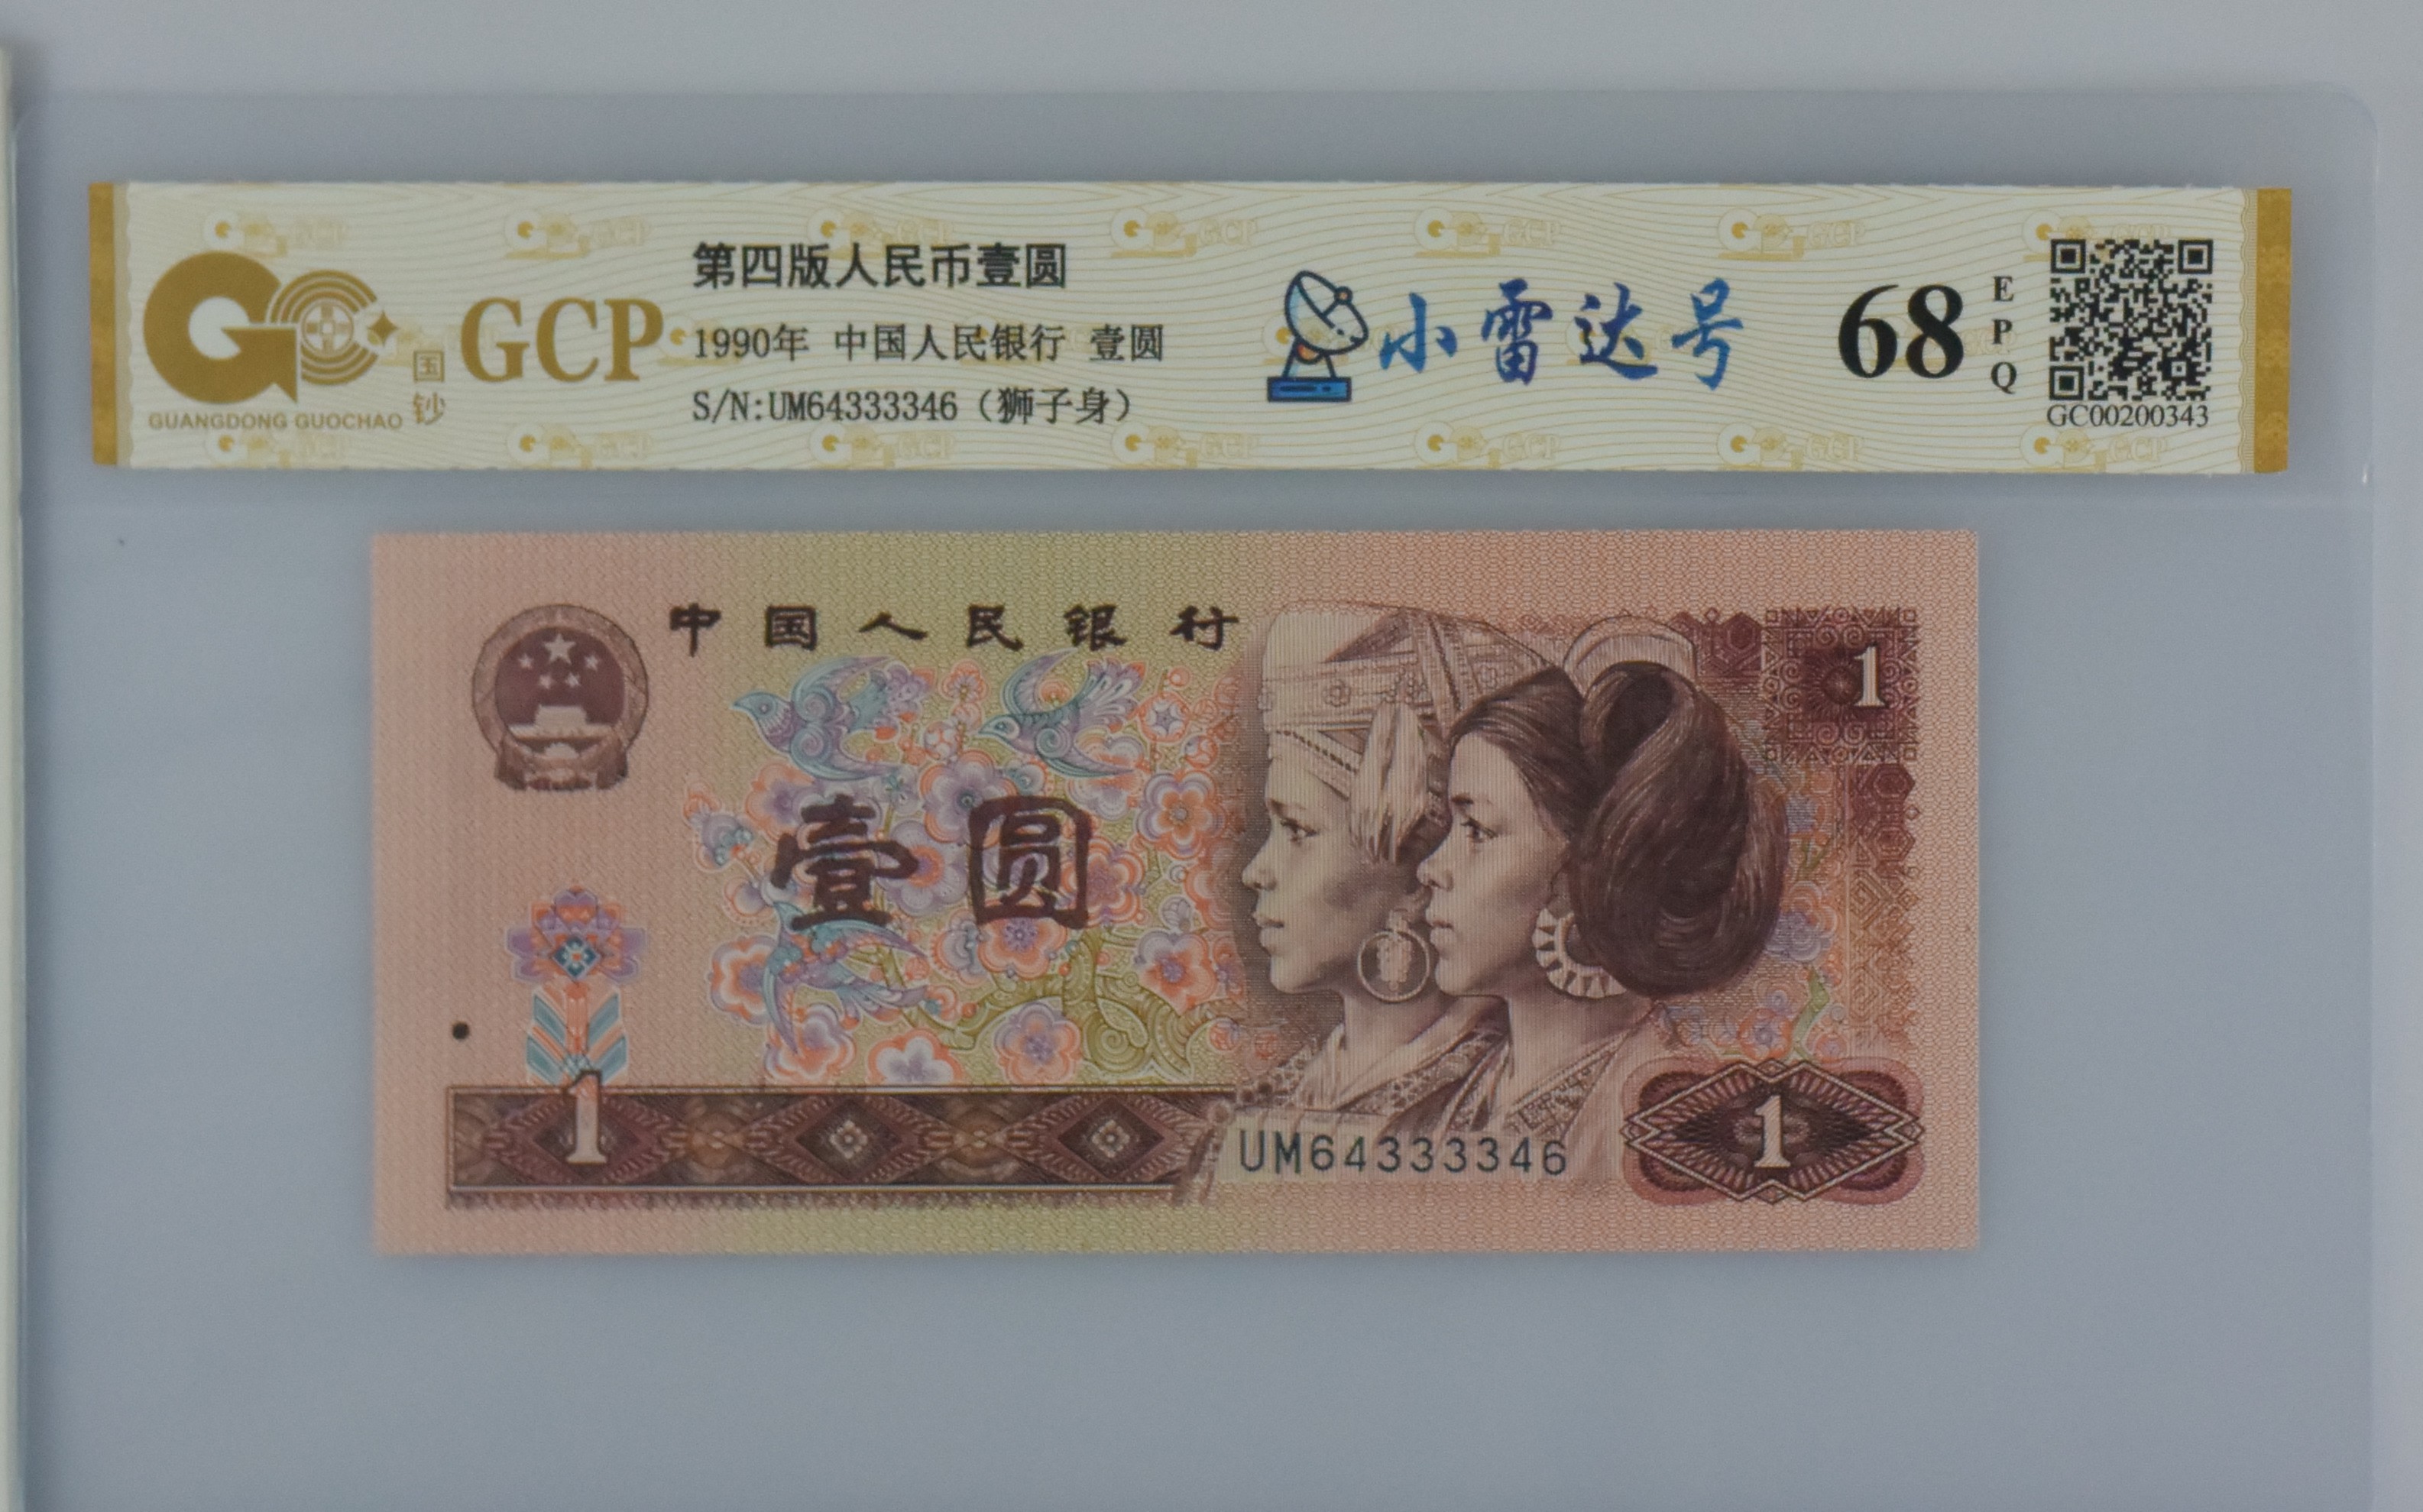 GCP
国
钞
GUANGDONG GUOCHAO
第四版人民币壹圆
1990年 中国人民银行 壹圆
S/N:UM64333346（狮子身）
小雷达号
68
E
P
Q
GC00200343
中国人民银行
1
壹圆
1
UM64333346
1